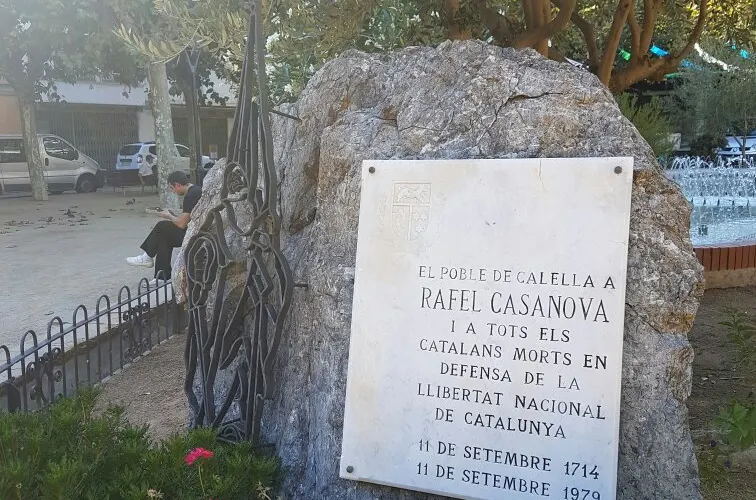 EL POBLE DE CALELLA A
RAFEL CASANOVA
I A TOTS ELS
CATALANS MORTS EN
DEFENSA DE LA
LLIBERTAT NACIONAL
DE CATALUNYA
11 DE SETEMBRE 1714
11 DE SETEMBRE 1979